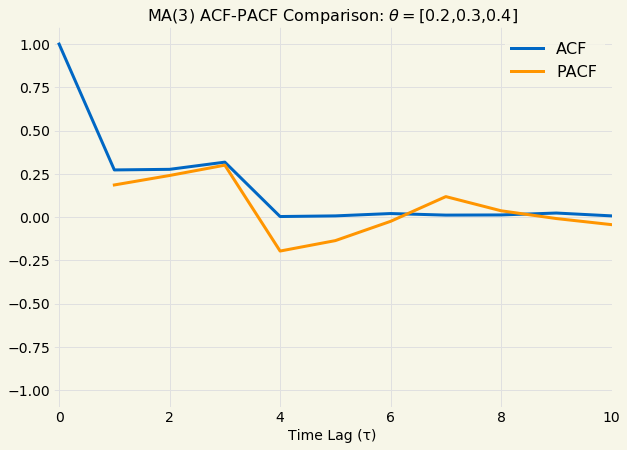 MA(3) ACF-PACF Comparison: θ = [0.2,0.3,0.4]
ACF
PACF
1.00
0.75
0.50
0.25
0.00
−0.25
−0.50
−0.75
−1.00
0 2 4 6 8 10
Time Lag (τ)